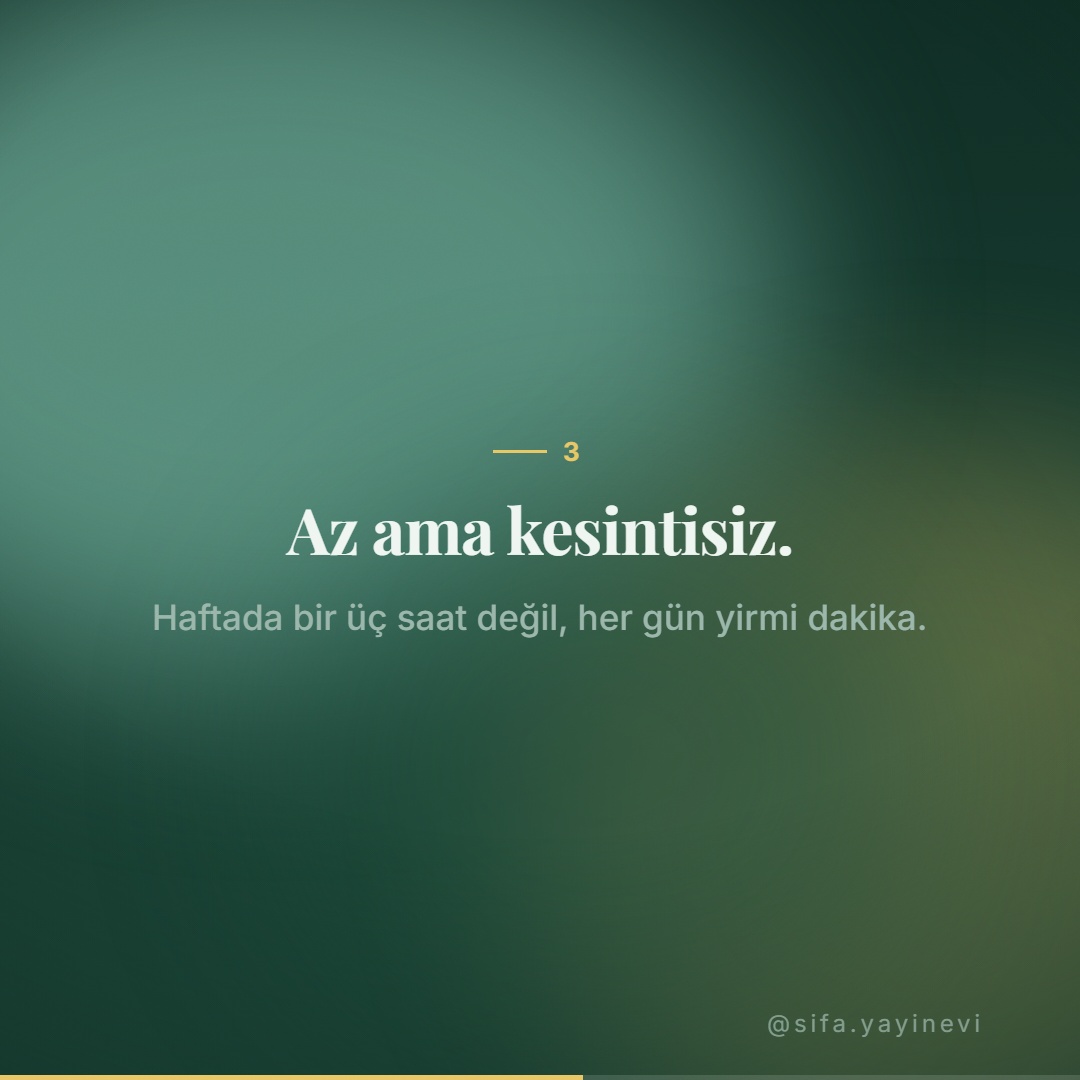 3
Az ama kesintisiz.
Haftada bir üç saat değil, her gün yirmi dakika.
@sifa.yayinevi